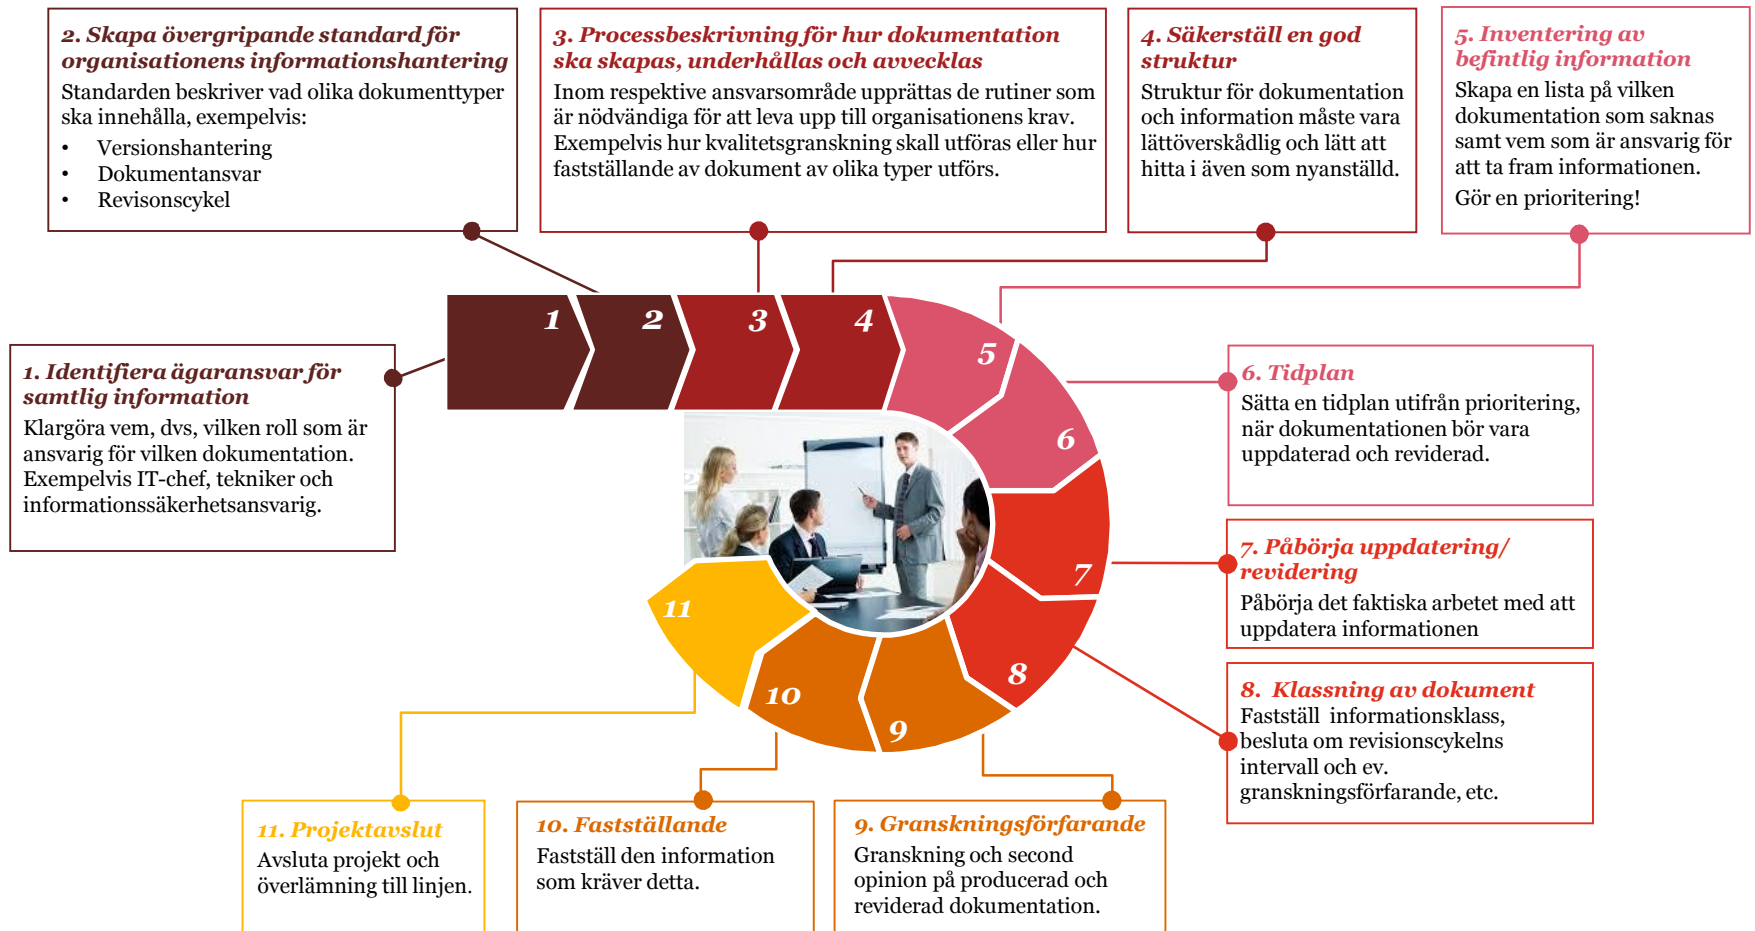 2. Skapa övergripande standard för
organisationens informationshantering
Standarden beskriver vad olika dokumenttyper
ska innehålla, exempelvis:
• Versionshantering
• Dokumentansvar
• Revisonscykel
3. Processbeskrivning för hur dokumentation
ska skapas, underhållas och avvecklas
Inom respektive ansvarsområde upprättas de rutiner som
är nödvändiga för att leva upp till organisationens krav.
Exempelvis hur kvalitetsgranskning skall utföras eller hur
fastställande av dokument av olika typer utförs.
4. Säkerställ en god
struktur
Struktur för dokumentation
och information måste vara
lättöverskådlig och lätt att
hitta i även som nyanställd.
5. Inventering av
befintlig information
Skapa en lista på vilken
dokumentation som saknas
samt vem som är ansvarig för
att ta fram informationen.
Gör en prioritering!
1
2
3
4
5
6
7
8
9
10
11
1. Identifiera ägaransvar för
samtlig information
Klargöra vem, dvs, vilken roll som är
ansvarig för vilken dokumentation.
Exempelvis IT-chef, tekniker och
informationssäkerhetsansvarig.
6. Tidplan
Sätta en tidplan utifrån prioritering,
när dokumentationen bör vara
uppdaterad och reviderad.
7. Påbörja uppdatering/
revidering
Påbörja det faktiska arbetet med att
uppdatera informationen
8. Klassning av dokument
Fastställ informationsklass,
besluta om revisionscykelns
intervall och ev.
granskningsförfarande, etc.
11. Projektavslut
Avsluta projekt och
överlämning till linjen.
10. Fastställande
Fastställ den information
som kräver detta.
9. Granskningsförfarande
Granskning och second
opinion på producerad och
reviderad dokumentation.